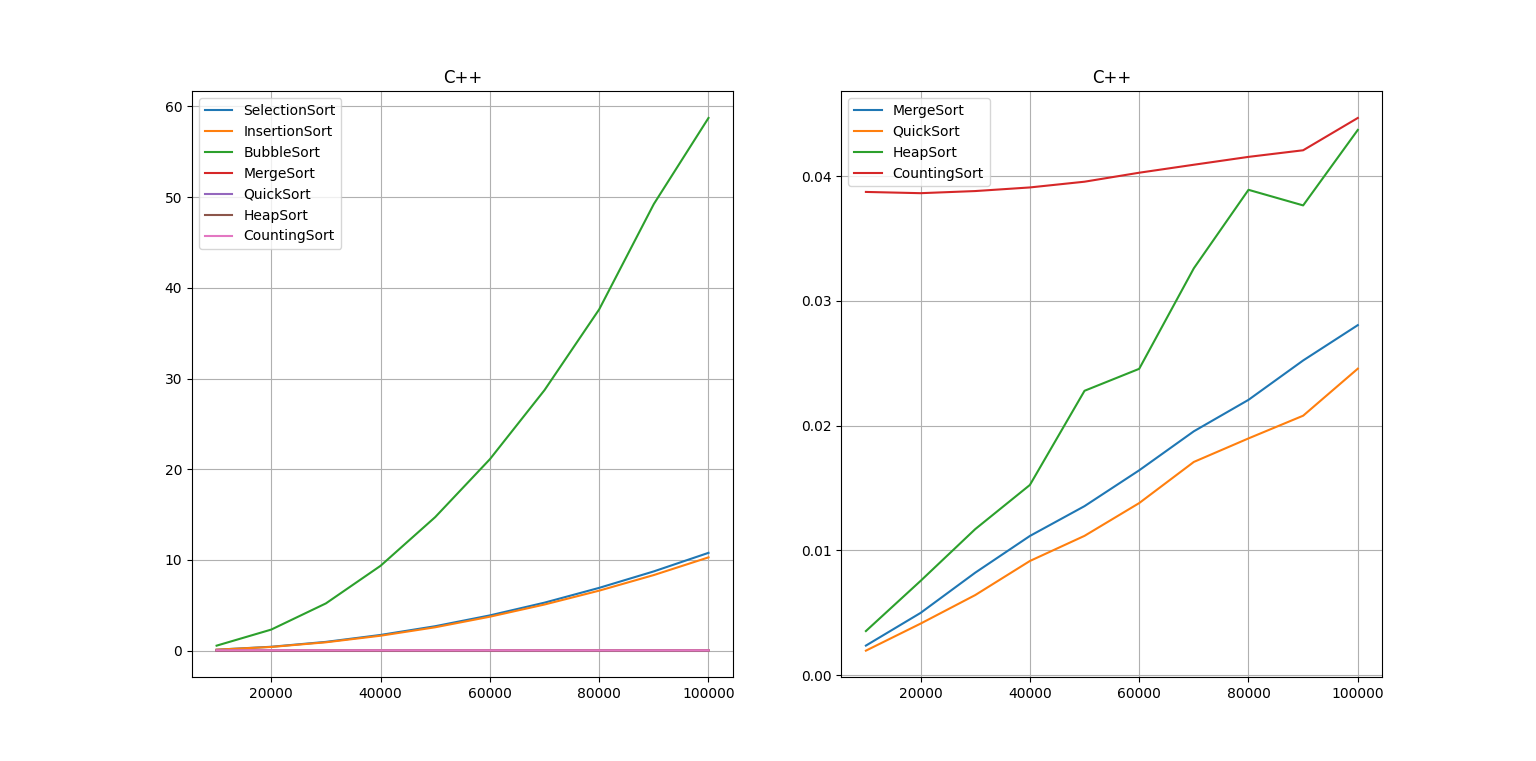 C++
60
50
40
30
20
10
0
20000 40000 60000 80000 100000
SelectionSort
InsertionSort
BubbleSort
MergeSort
QuickSort
HeapSort
CountingSort
C++
0.04
0.03
0.02
0.01
0.00
20000 40000 60000 80000 100000
MergeSort
QuickSort
HeapSort
CountingSort